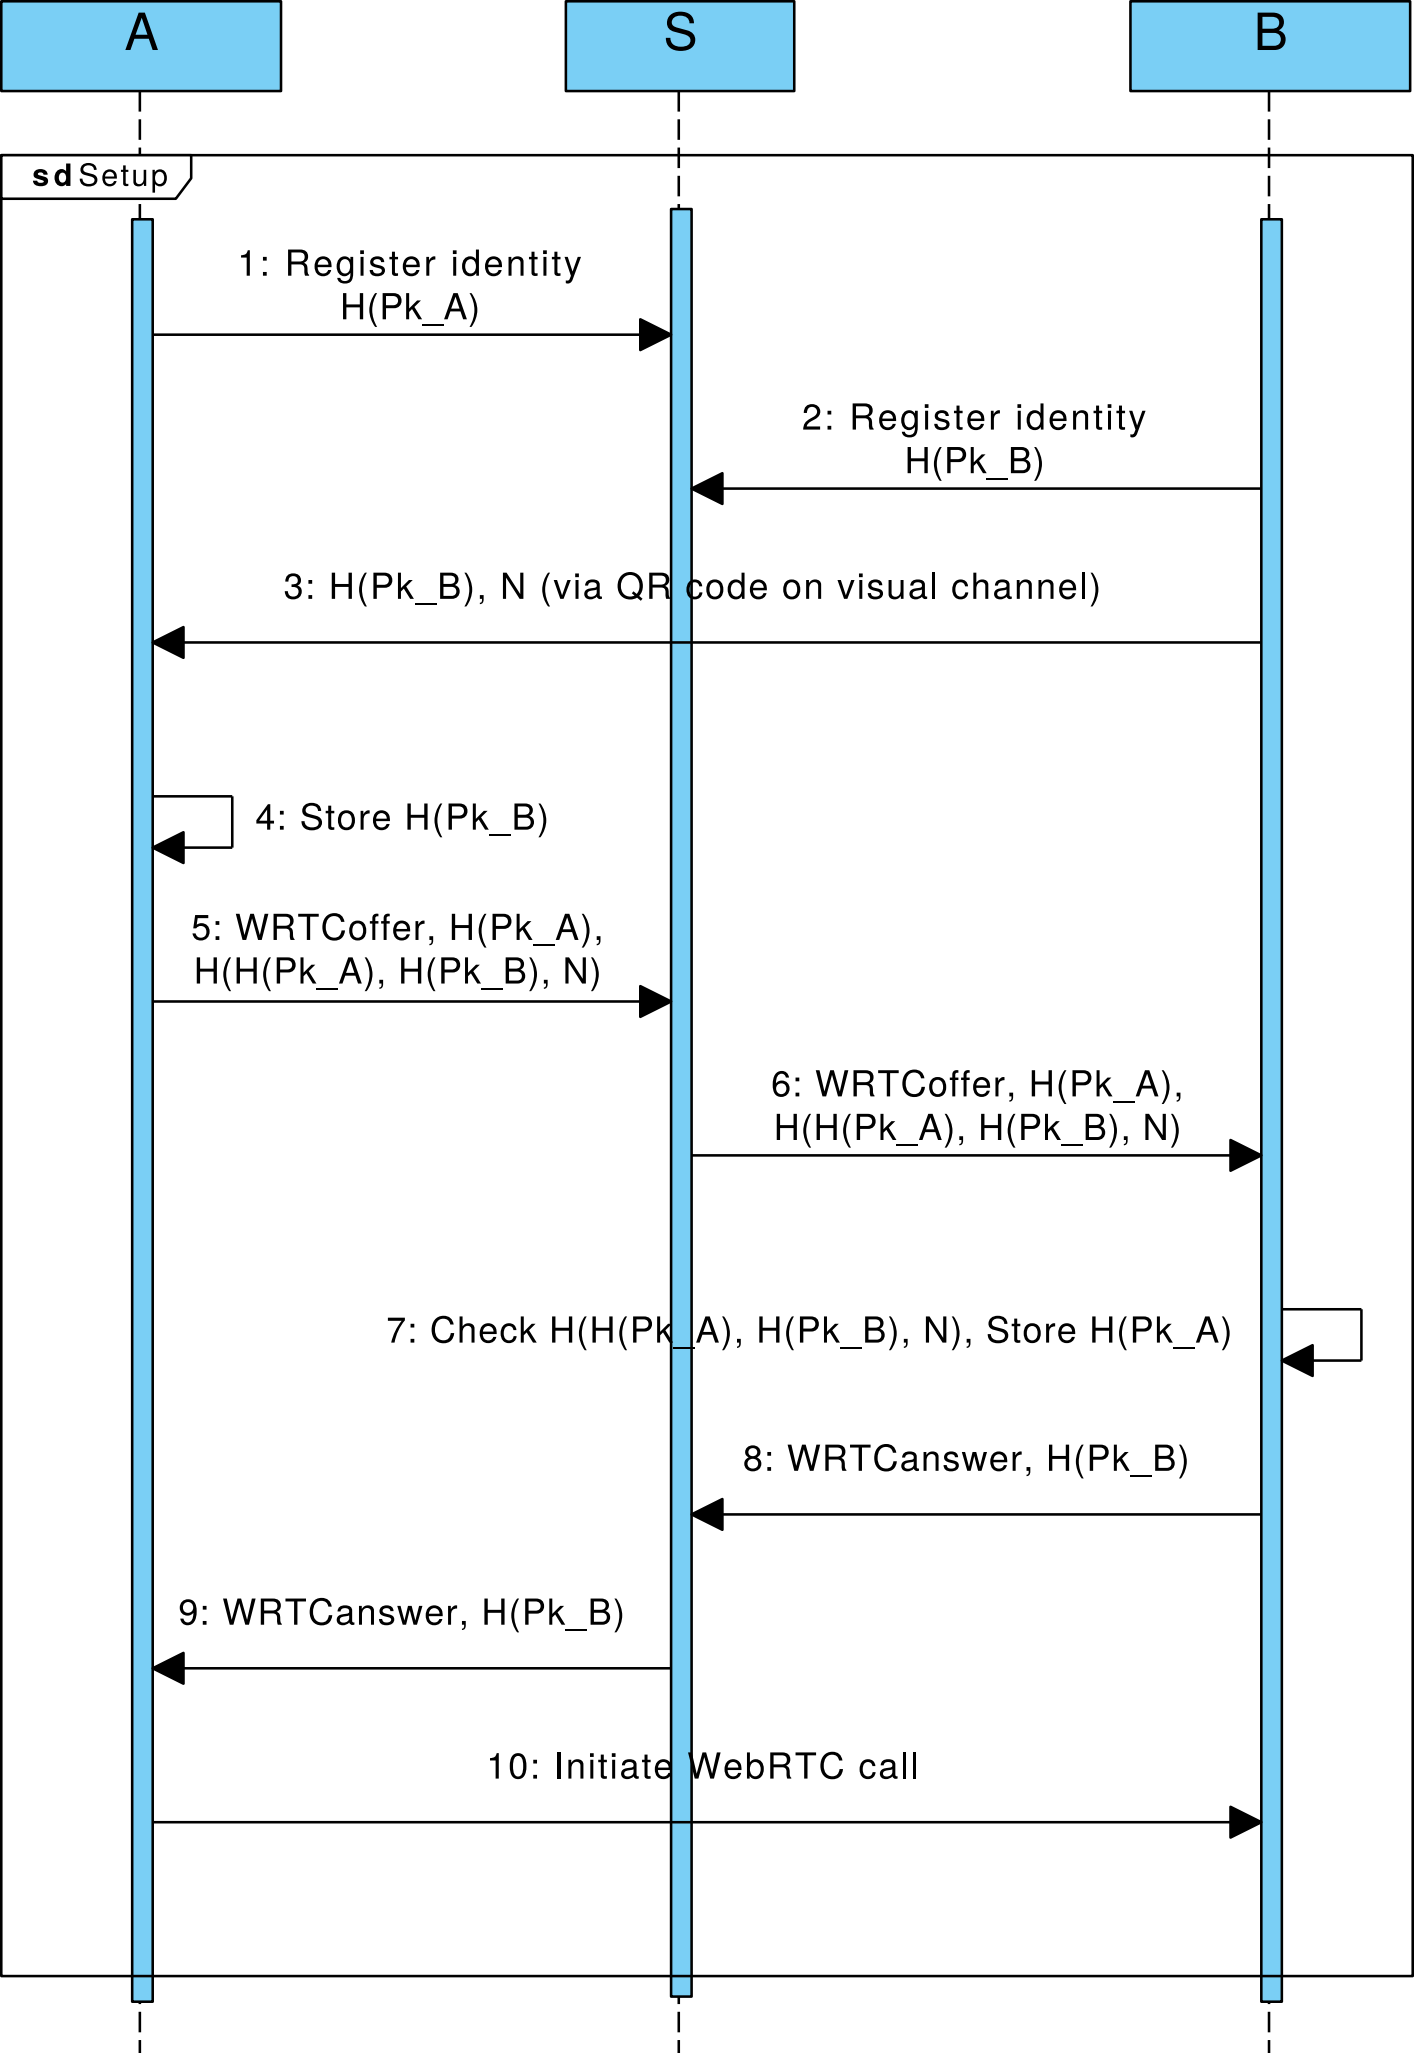 A
S
B
sd Setup
1: Register identity
H(Pk_A)
2: Register identity
H(Pk_B)
3: H(Pk_B), N (via QR code on visual channel)
4: Store H(Pk_B)
5: WRTCoffer, H(Pk_A),
H(H(Pk_A), H(Pk_B), N)
6: WRTCoffer, H(Pk_A),
H(H(Pk_A), H(Pk_B), N)
7: Check H(H(Pk_A), H(Pk_B), N), Store H(Pk_A)
8: WRTCanswer, H(Pk_B)
9: WRTCanswer, H(Pk_B)
10: Initiate WebRTC call